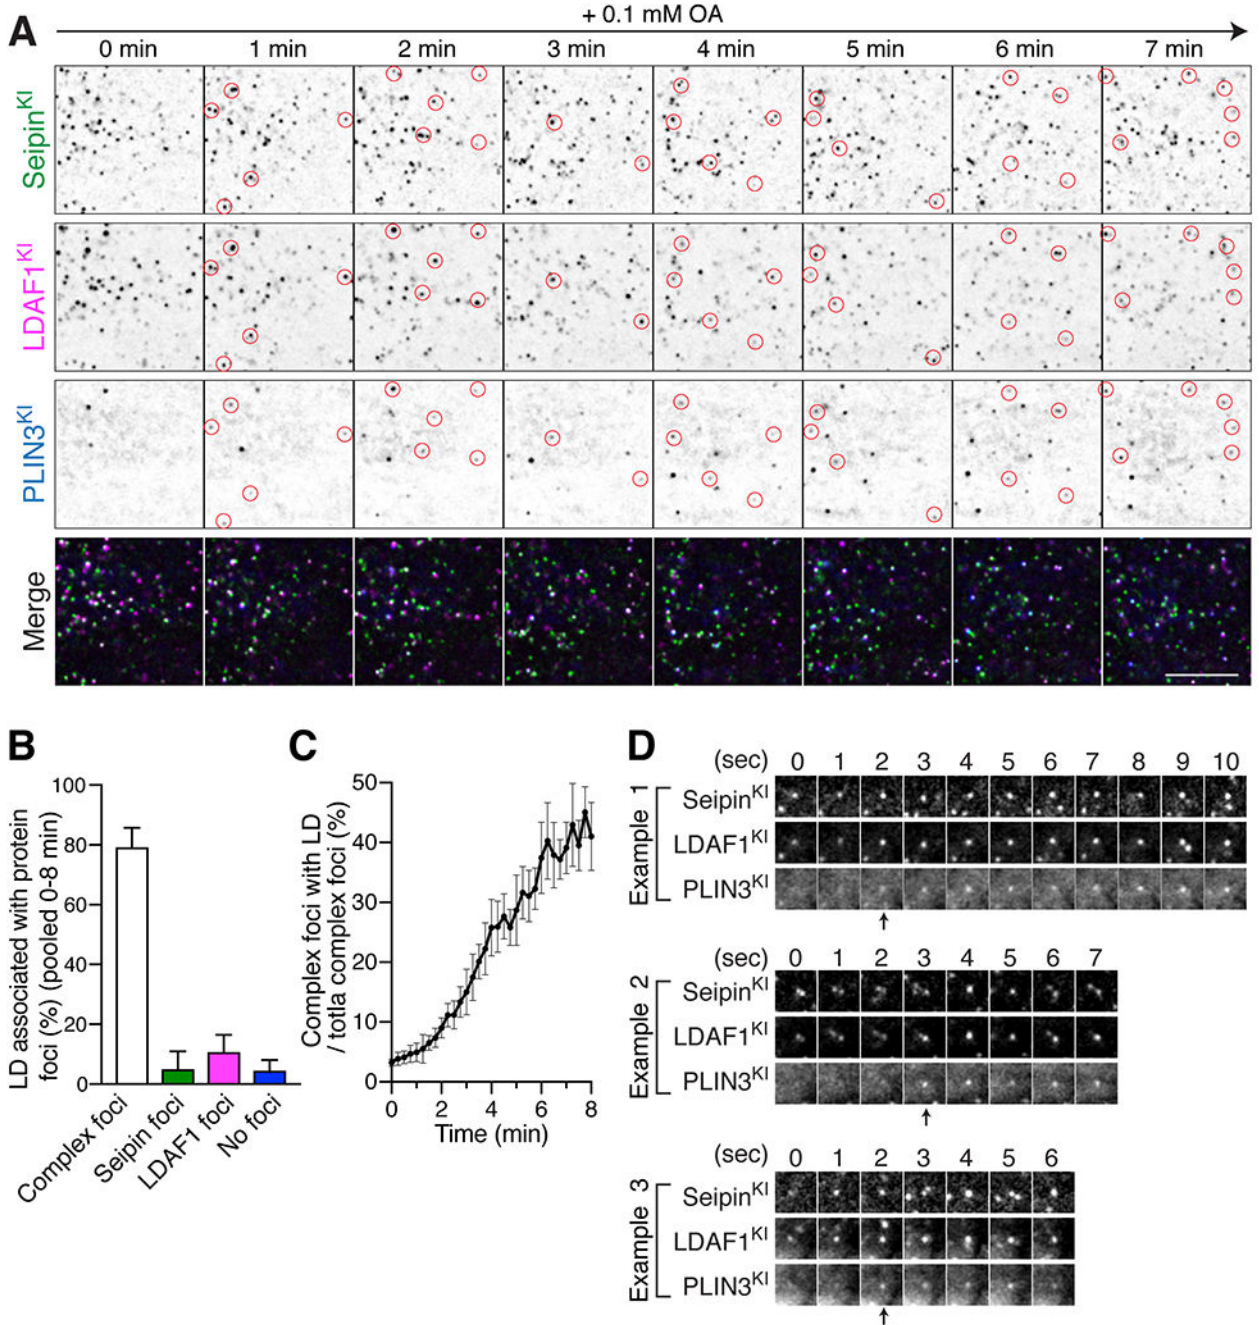 A
+ 0.1 mM OA
0 min 1 min 2 min 3 min 4 min 5 min 6 min 7 min
SeipinKI
LDAF1KI
PLIN3KI
Merge
B
LD associated with protein
foci (%) (pooled 0-8 min)
100
80
60
40
20
0
Complex foci
Seipin foci
LDAF1 foci
No foci
C
Complex foci with LD
/ totla complex foci (%)
50
40
30
20
10
0
0 2 4 6 8
Time (min)
D
(sec) 0 1 2 3 4 5 6 7 8 9 10
Example 1
SeipinKI
LDAF1KI
PLIN3KI
(sec) 0 1 2 3 4 5 6 7
Example 2
SeipinKI
LDAF1KI
PLIN3KI
(sec) 0 1 2 3 4 5 6
Example 3
SeipinKI
LDAF1KI
PLIN3KI